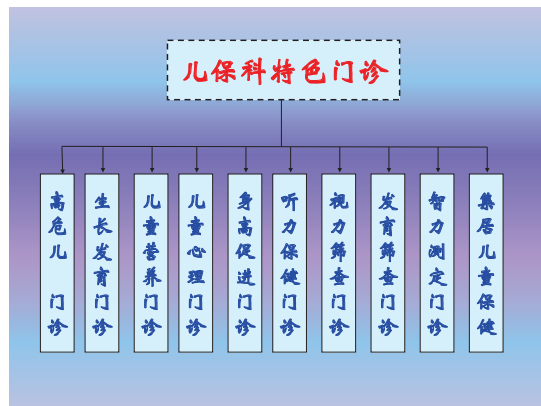 儿保科特色门诊
高危儿 门诊
生长发育门诊
儿童营养门诊
儿童心理门诊
身高促进门诊
听力保健门诊
视力筛查门诊
发育筛查门诊
智力测定门诊
集居儿童保健